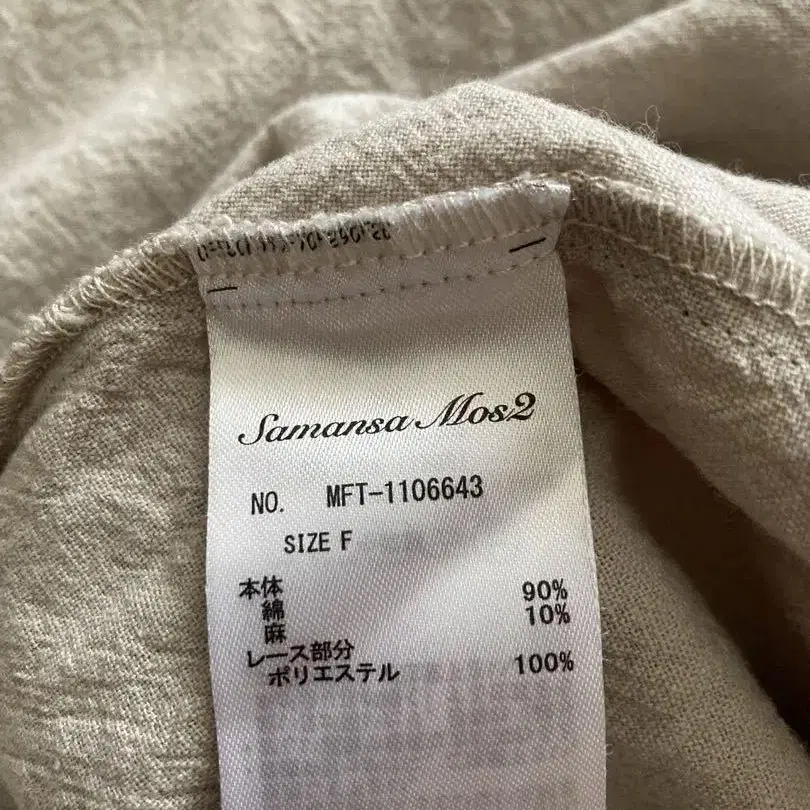 Samansa Mos2
NO. MFT-1106643
SIZE F
本体
綿 90%
麻 10%
レース部分
ポリエステル 100%